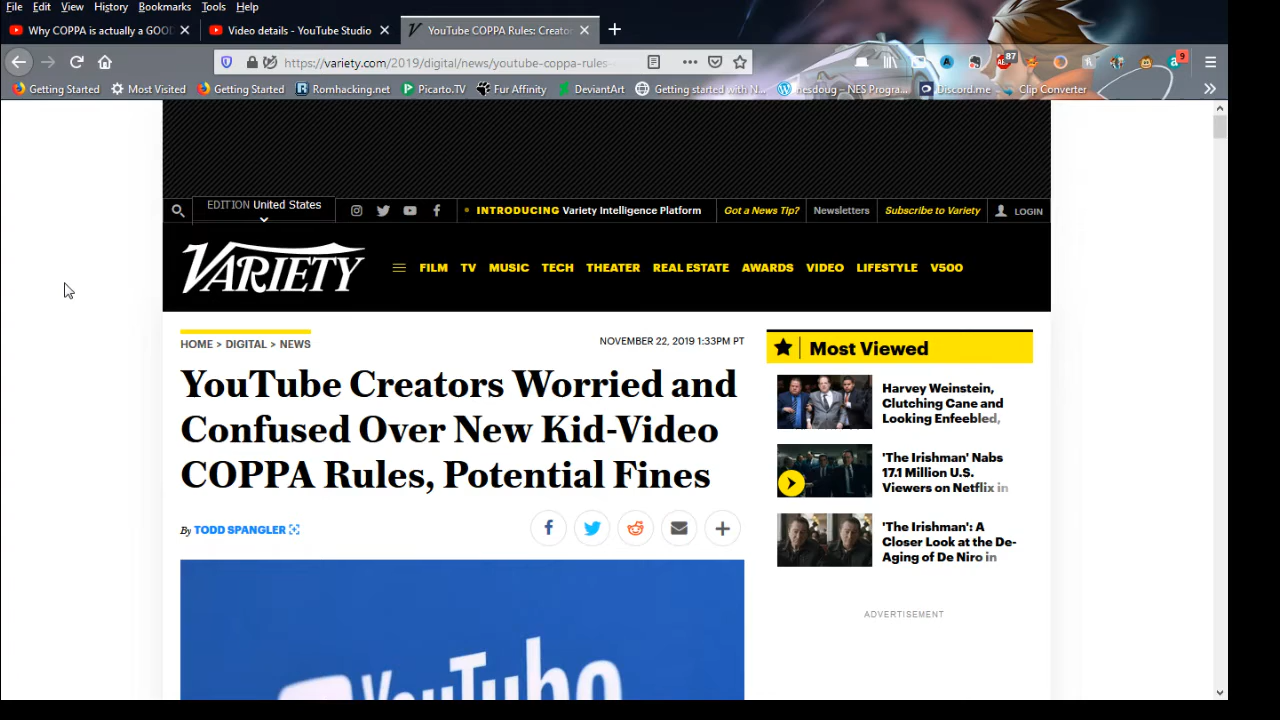 File Edit View History Bookmarks Tools Help
Why COPPA is actually a GOO
Video details - YouTube Studio
YouTube COPPA Rules: Creato
https://variety.com/2019/digital/news/youtube-coppa-rules-
87
9
Getting Started
Most Visited
Getting Started
Romhacking.net
Picarto.TV
Fur Affinity
DeviantArt
Getting started with N...
nesdoug – NES Progra...
Discord.me
Clip Converter
EDITION United States
INTRODUCING Variety Intelligence Platform
Got a News Tip?
Newsletters
Subscribe to Variety
LOGIN
VARIETY
FILM TV MUSIC TECH THEATER REAL ESTATE AWARDS VIDEO LIFESTYLE V500
HOME > DIGITAL > NEWS
NOVEMBER 22, 2019 1:33PM PT
YouTube Creators Worried and
Confused Over New Kid-Video
COPPA Rules, Potential Fines
By TODD SPANGLER
YouTube
Most Viewed
Harvey Weinstein,
Clutching Cane and
Looking Enfeebled,
'The Irishman' Nabs
17.1 Million U.S.
Viewers on Netflix in
'The Irishman': A
Closer Look at the De-
Aging of De Niro in
ADVERTISEMENT